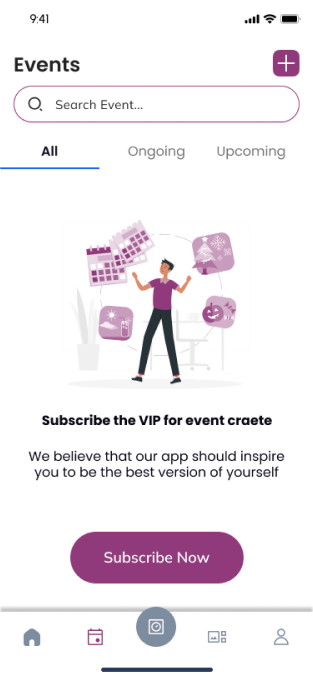 9:41
Events
Search Event...
All
Ongoing
Upcoming
Subscribe the VIP for event craete
We believe that our app should inspire
you to be the best version of yourself
Subscribe Now